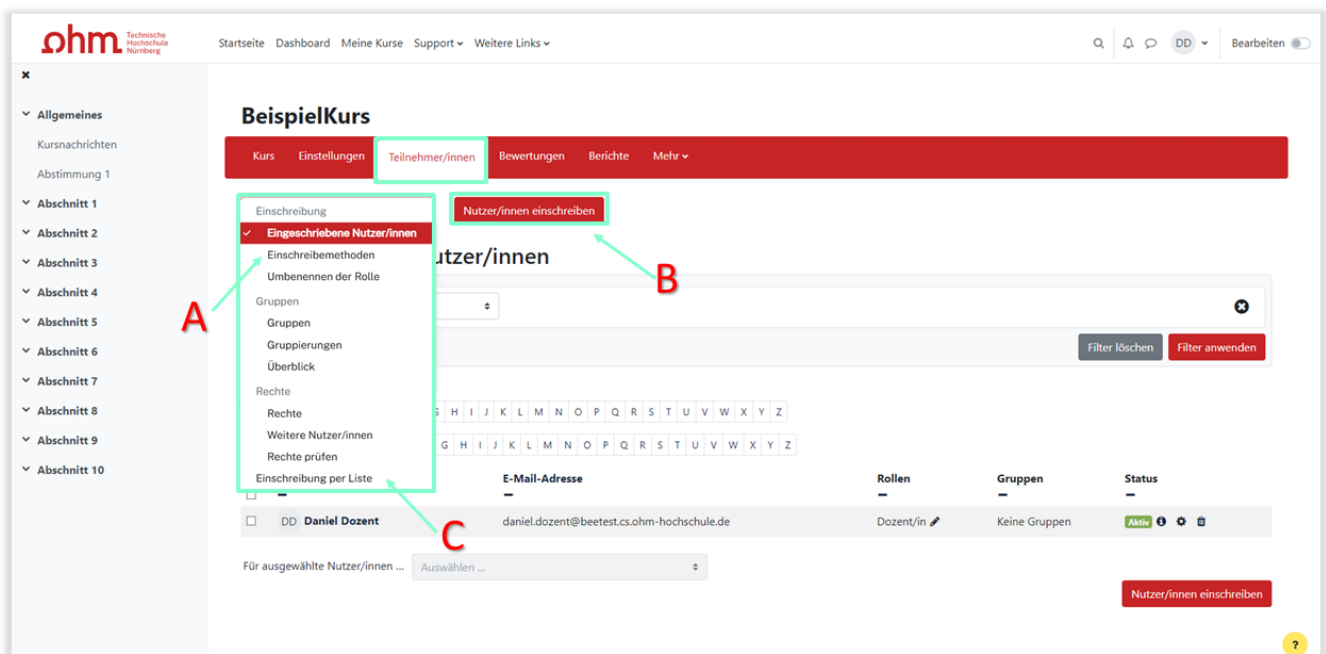 ohm Technische Hochschule Nürnberg
Startseite Dashboard Meine Kurse Support Weitere Links DD Bearbeiten
Allgemeines
Kursnachrichten
Abstimmung 1
Abschnitt 1
Abschnitt 2
Abschnitt 3
Abschnitt 4
Abschnitt 5
Abschnitt 6
Abschnitt 7
Abschnitt 8
Abschnitt 9
Abschnitt 10
BeispielKurs
Kurs Einstellungen Teilnehmer/innen Bewertungen Berichte Mehr
Einschreibung
Eingeschriebene Nutzer/innen
Einschreibemethoden
Umbenennen der Rolle
Gruppen
Gruppen
Gruppierungen
Überblick
Rechte
Rechte
Weitere Nutzer/innen
Rechte prüfen
Einschreibung per Liste
Nutzer/innen einschreiben
utzer/innen
A
B
C
Filter löschen Filter anwenden
H I J K L M N O P Q R S T U V W X Y Z
G H I J K L M N O P Q R S T U V W X Y Z
E-Mail-Adresse Rollen Gruppen Status
DD Daniel Dozent daniel.dozent@beetest.cs.ohm-hochschule.de Dozent/in Keine Gruppen Aktiv
Für ausgewählte Nutzer/innen ... Auswählen ...
Nutzer/innen einschreiben
?